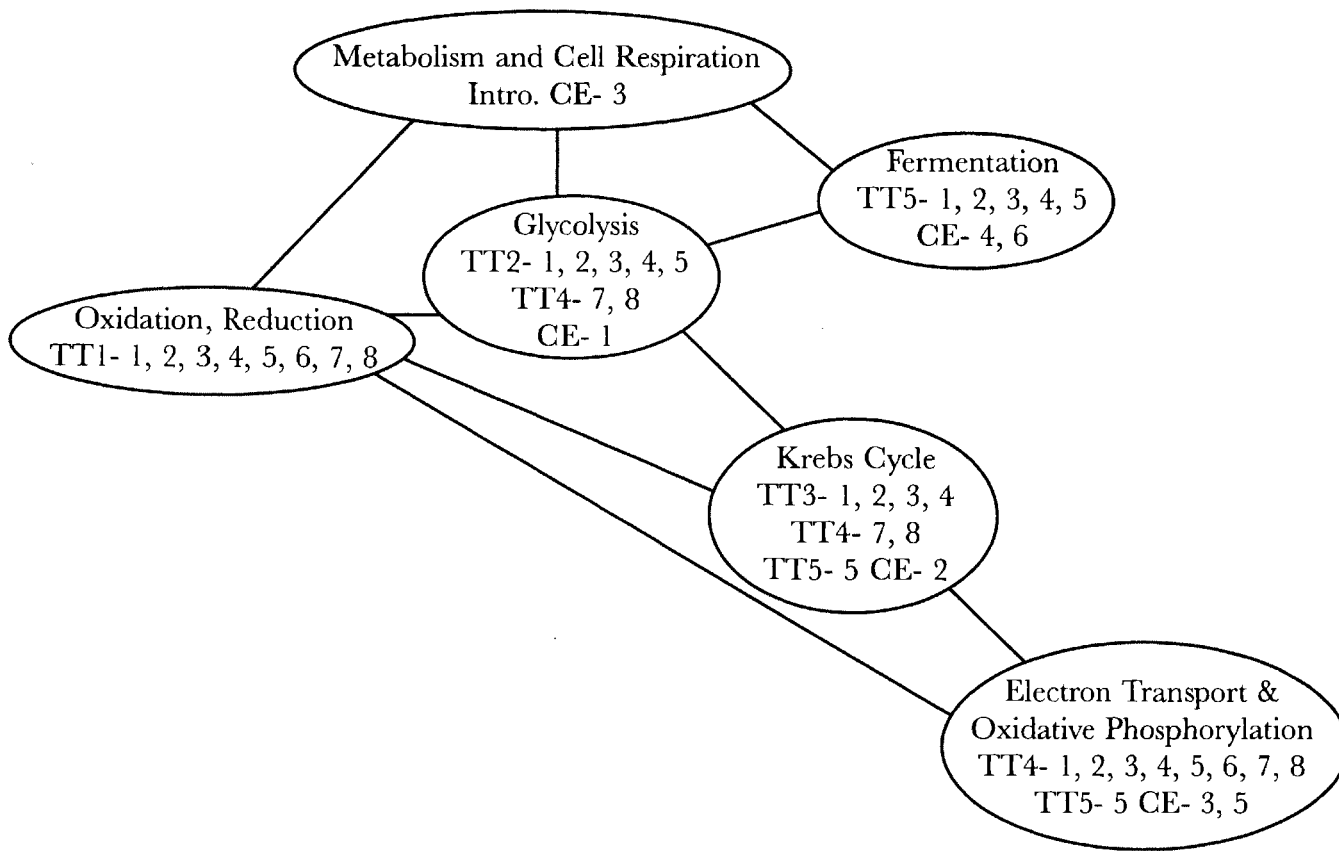 Metabolism and Cell Respiration
Intro. CE- 3
Fermentation
TT5- 1, 2, 3, 4, 5
CE- 4, 6
Glycolysis
TT2- 1, 2, 3, 4, 5
TT4- 7, 8
CE- 1
Oxidation, Reduction
TT1- 1, 2, 3, 4, 5, 6, 7, 8
Krebs Cycle
TT3- 1, 2, 3, 4
TT4- 7, 8
TT5- 5 CE- 2
Electron Transport &
Oxidative Phosphorylation
TT4- 1, 2, 3, 4, 5, 6, 7, 8
TT5- 5 CE- 3, 5